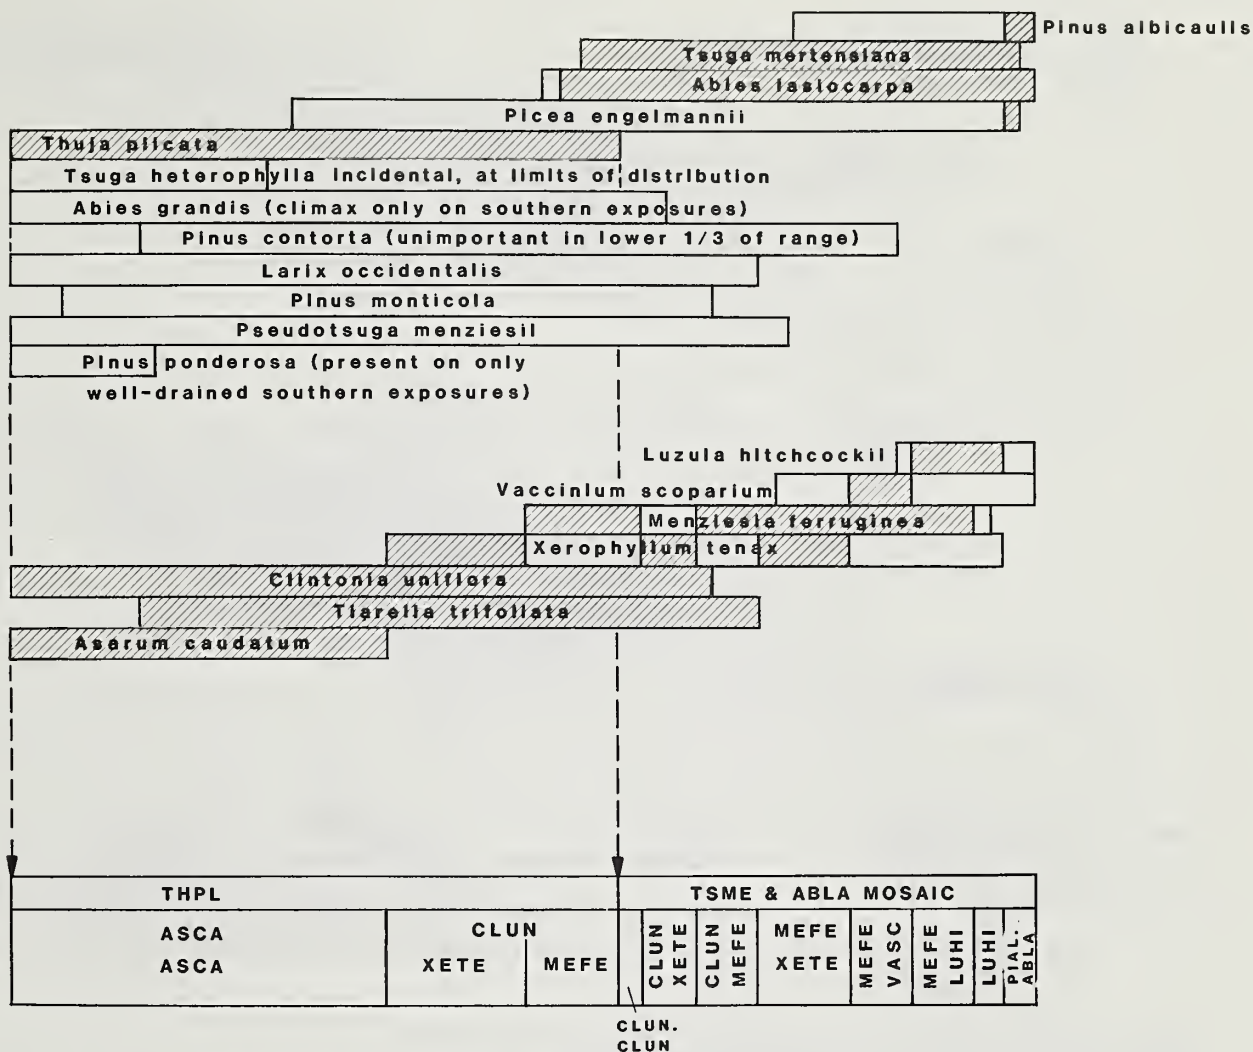 Pinus albicaulis
Tsuga mertensiana
Abies lasiocarpa
Picea engelmannii
Thuja plicata
Tsuga heterophylla incidental, at limits of distribution
Abies grandis (climax only on southern exposures)
Pinus contorta (unimportant in lower 1/3 of range)
Larix occidentalis
Pinus monticola
Pseudotsuga menziesii
Pinus ponderosa (present on only
well-drained southern exposures)
Luzula hitchcockii
Vaccinium scoparium
Menziesia ferruginea
Xerophyllum tenax
Clintonia uniflora
Tiarella trifoliata
Asarum caudatum
THPL
TSME & ABLA MOSAIC
ASCA
ASCA
CLUN
XETE
MEFE
CLUN
XETE
CLUN
MEFE
MEFE
XETE
MEFE
VASC
MEFE
LUHI
LUHI
PIAL.
ABLA
CLUN.
CLUN